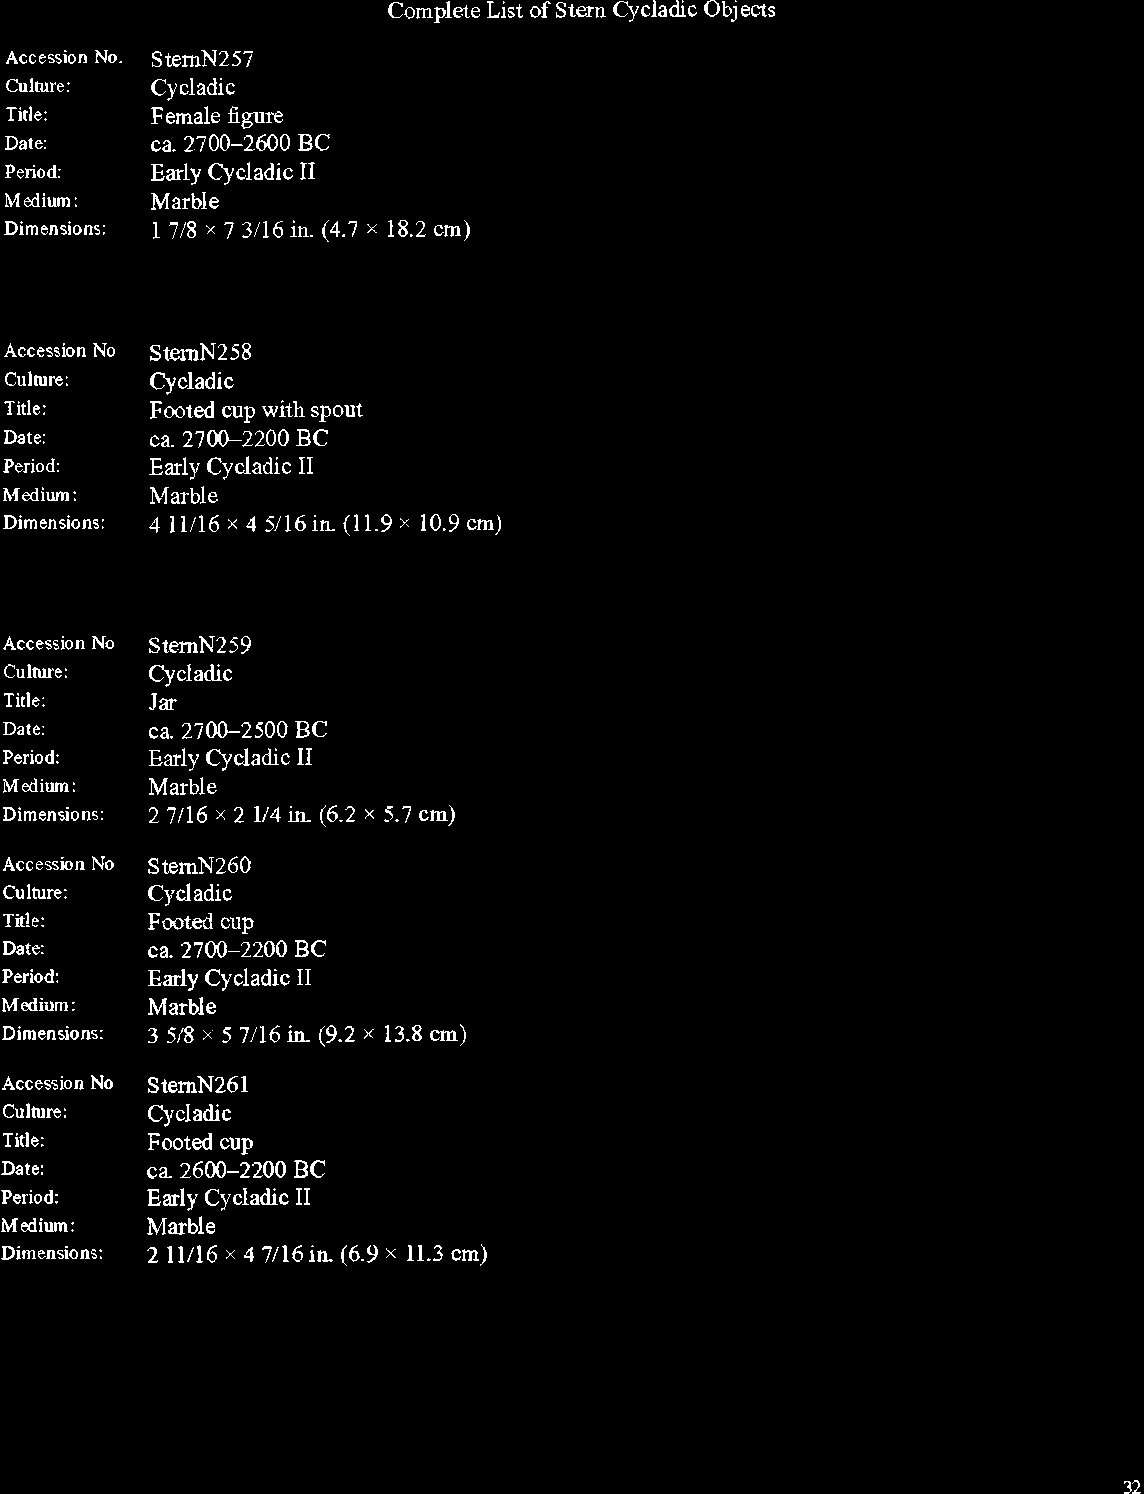 Complete List of Stern Cycladic Objects
Accession No. SternN257
Culture: Cycladic
Title: Female figure
Date: ca. 2700–2600 BC
Period: Early Cycladic II
Medium: Marble
Dimensions: 1 7/8 × 7 3/16 in. (4.7 × 18.2 cm)
Accession No SternN258
Culture: Cycladic
Title: Footed cup with spout
Date: ca. 2700–2200 BC
Period: Early Cycladic II
Medium: Marble
Dimensions: 4 11/16 × 4 5/16 in. (11.9 × 10.9 cm)
Accession No SternN259
Culture: Cycladic
Title: Jar
Date: ca. 2700–2500 BC
Period: Early Cycladic II
Medium: Marble
Dimensions: 2 7/16 × 2 1/4 in. (6.2 × 5.7 cm)
Accession No SternN260
Culture: Cycladic
Title: Footed cup
Date: ca. 2700–2200 BC
Period: Early Cycladic II
Medium: Marble
Dimensions: 3 5/8 × 5 7/16 in. (9.2 × 13.8 cm)
Accession No SternN261
Culture: Cycladic
Title: Footed cup
Date: ca. 2600–2200 BC
Period: Early Cycladic II
Medium: Marble
Dimensions: 2 11/16 × 4 7/16 in. (6.9 × 11.3 cm)
32